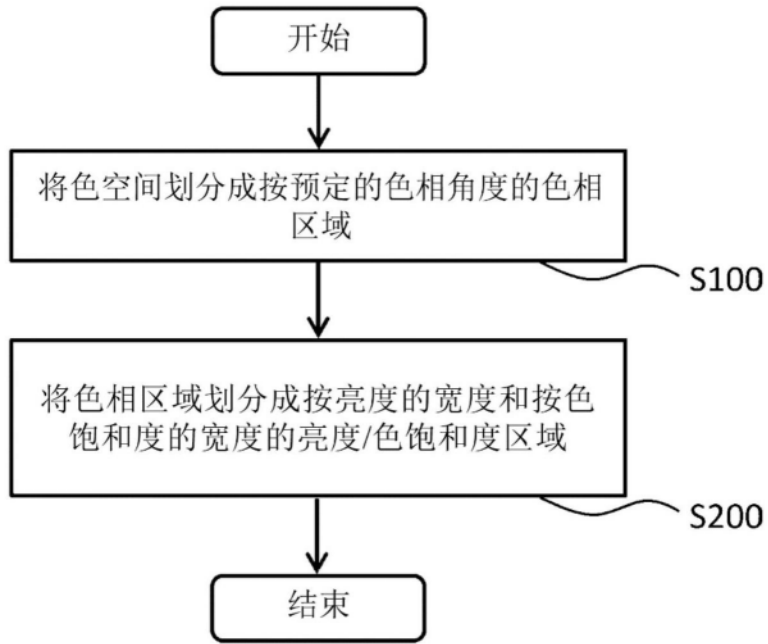 开始
将色空间划分成按预定的色相角度的色相
区域
S100
将色相区域划分成按亮度的宽度和按色
饱和度的宽度的亮度/色饱和度区域
S200
结束